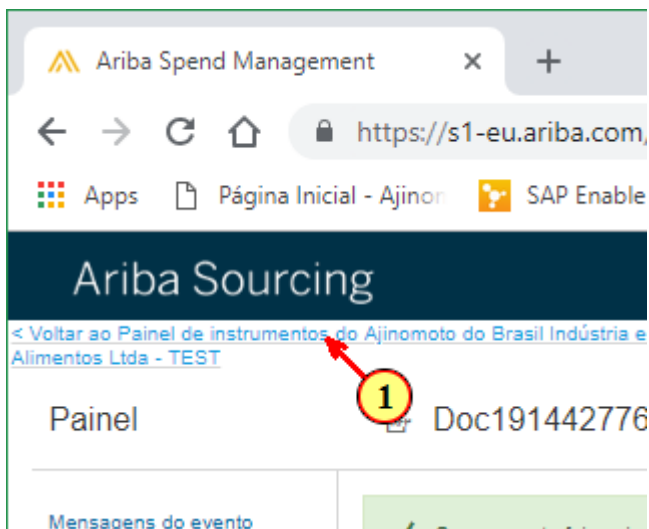 Ariba Spend Management
https://s1-eu.ariba.com/
Apps Página Inicial - Ajinom SAP Enable
Ariba Sourcing
< Voltar ao Painel de instrumentos do Ajinomoto do Brasil Indústria e
Alimentos Ltda - TEST
1
Painel Doc191442776
Mensagens do evento